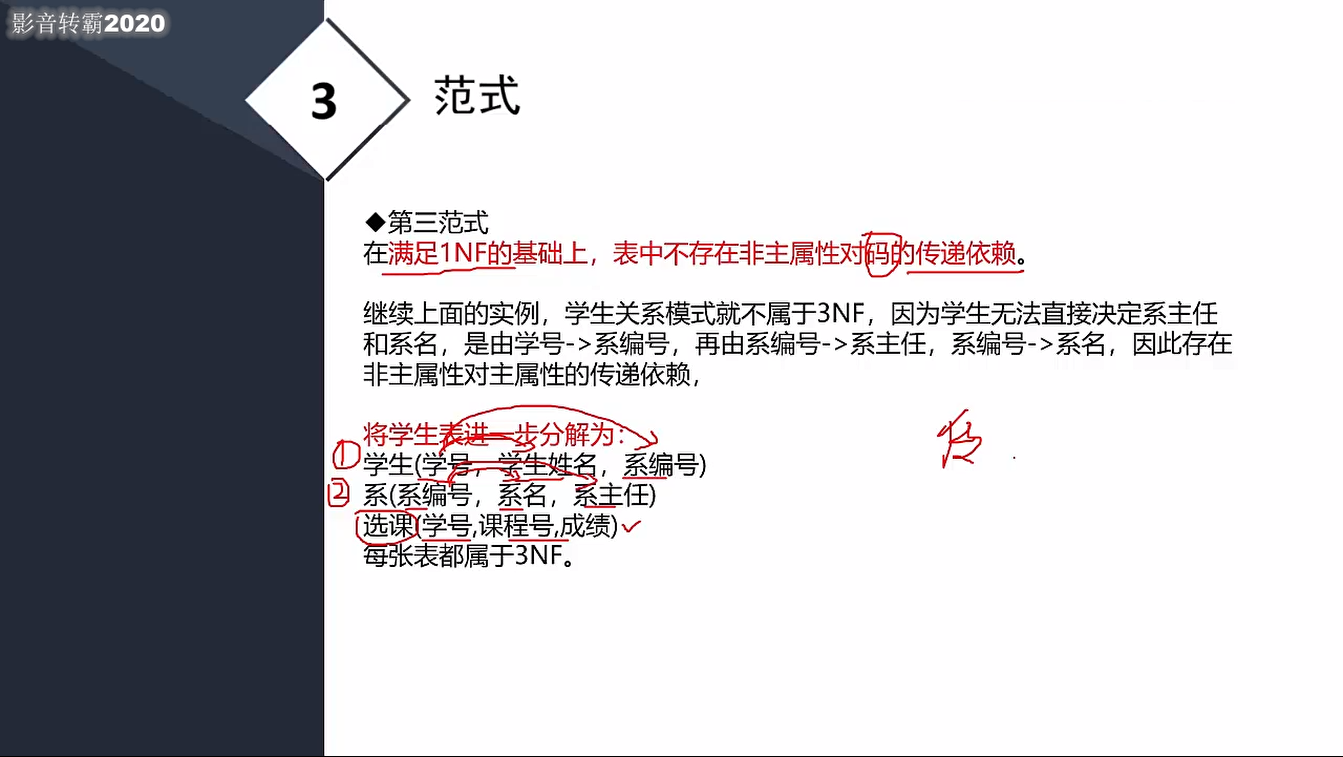 影音转霸2020
3
范式
◆第三范式
在满足1NF的基础上，表中不存在非主属性对码的传递依赖。
继续上面的实例，学生关系模式就不属于3NF，因为学生无法直接决定系主任
和系名，是由学号->系编号，再由系编号->系主任，系编号->系名，因此存在
非主属性对主属性的传递依赖，
将学生表进一步分解为：
① 学生(学号，学生姓名，系编号)
② 系(系编号，系名，系主任)
选课(学号,课程号,成绩)
每张表都属于3NF。